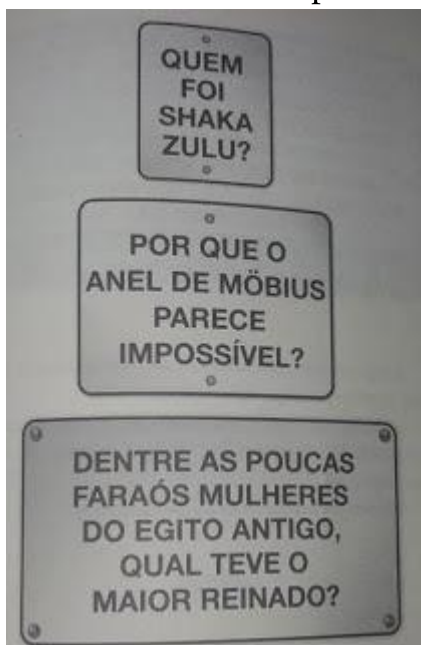 QUEM
FOI
SHAKA
ZULU?
POR QUE O
ANEL DE MÖBIUS
PARECE
IMPOSSÍVEL?
DENTRE AS POUCAS
FARAÓS MULHERES
DO EGITO ANTIGO,
QUAL TEVE O
MAIOR REINADO?